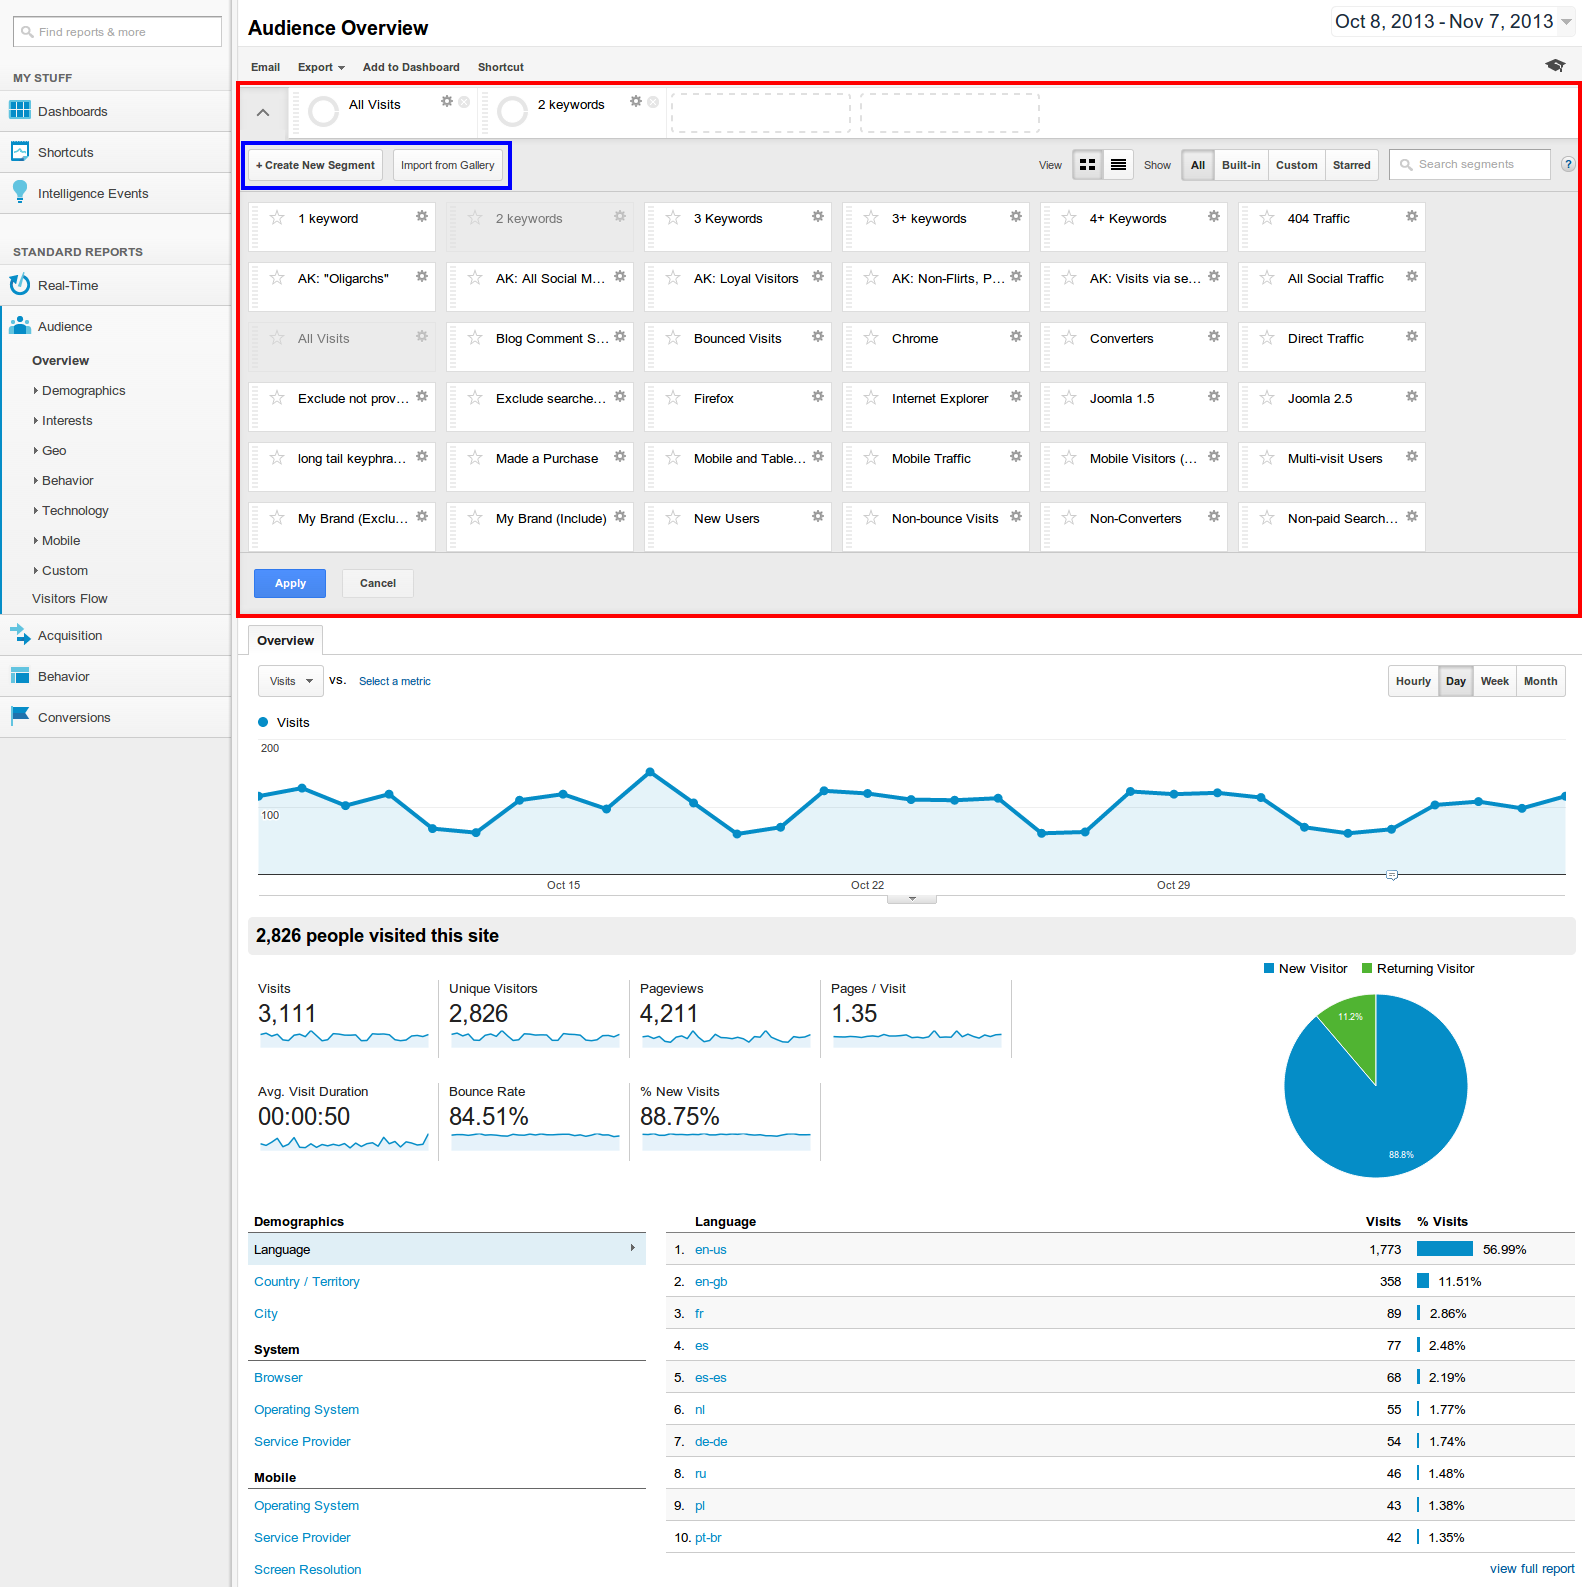 Find reports & more
MY STUFF
Dashboards
Shortcuts
Intelligence Events
STANDARD REPORTS
Real-Time
Audience
Overview
Demographics
Interests
Geo
Behavior
Technology
Mobile
Custom
Visitors Flow
Acquisition
Behavior
Conversions
Audience Overview
Oct 8, 2013 - Nov 7, 2013
Email Export Add to Dashboard Shortcut
All Visits 2 keywords
+ Create New Segment Import from Gallery View Show All Built-in Custom Starred Search segments ?
1 keyword 2 keywords 3 Keywords 3+ keywords 4+ Keywords 404 Traffic
AK: "Oligarchs" AK: All Social M... AK: Loyal Visitors AK: Non-Flirts, P... AK: Visits via se... All Social Traffic
All Visits Blog Comment S... Bounced Visits Chrome Converters Direct Traffic
Exclude not prov... Exclude searche... Firefox Internet Explorer Joomla 1.5 Joomla 2.5
long tail keyphra... Made a Purchase Mobile and Table... Mobile Traffic Mobile Visitors (... Multi-visit Users
My Brand (Exclu... My Brand (Include) New Users Non-bounce Visits Non-Converters Non-paid Search...
Apply Cancel
Overview
Visits vs. Select a metric Hourly Day Week Month
Visits
200
100
Oct 15 Oct 22 Oct 29
2,826 people visited this site
New Visitor Returning Visitor
Visits Unique Visitors Pageviews Pages / Visit
3,111 2,826 4,211 1.35
11.2%
Avg. Visit Duration Bounce Rate % New Visits
00:00:50 84.51% 88.75%
88.8%
Demographics
Language
Country / Territory
City
System
Browser
Operating System
Service Provider
Mobile
Operating System
Service Provider
Screen Resolution
Language Visits % Visits
1. en-us 1,773 56.99%
2. en-gb 358 11.51%
3. fr 89 2.86%
4. es 77 2.48%
5. es-es 68 2.19%
6. nl 55 1.77%
7. de-de 54 1.74%
8. ru 46 1.48%
9. pl 43 1.38%
10. pt-br 42 1.35%
view full report